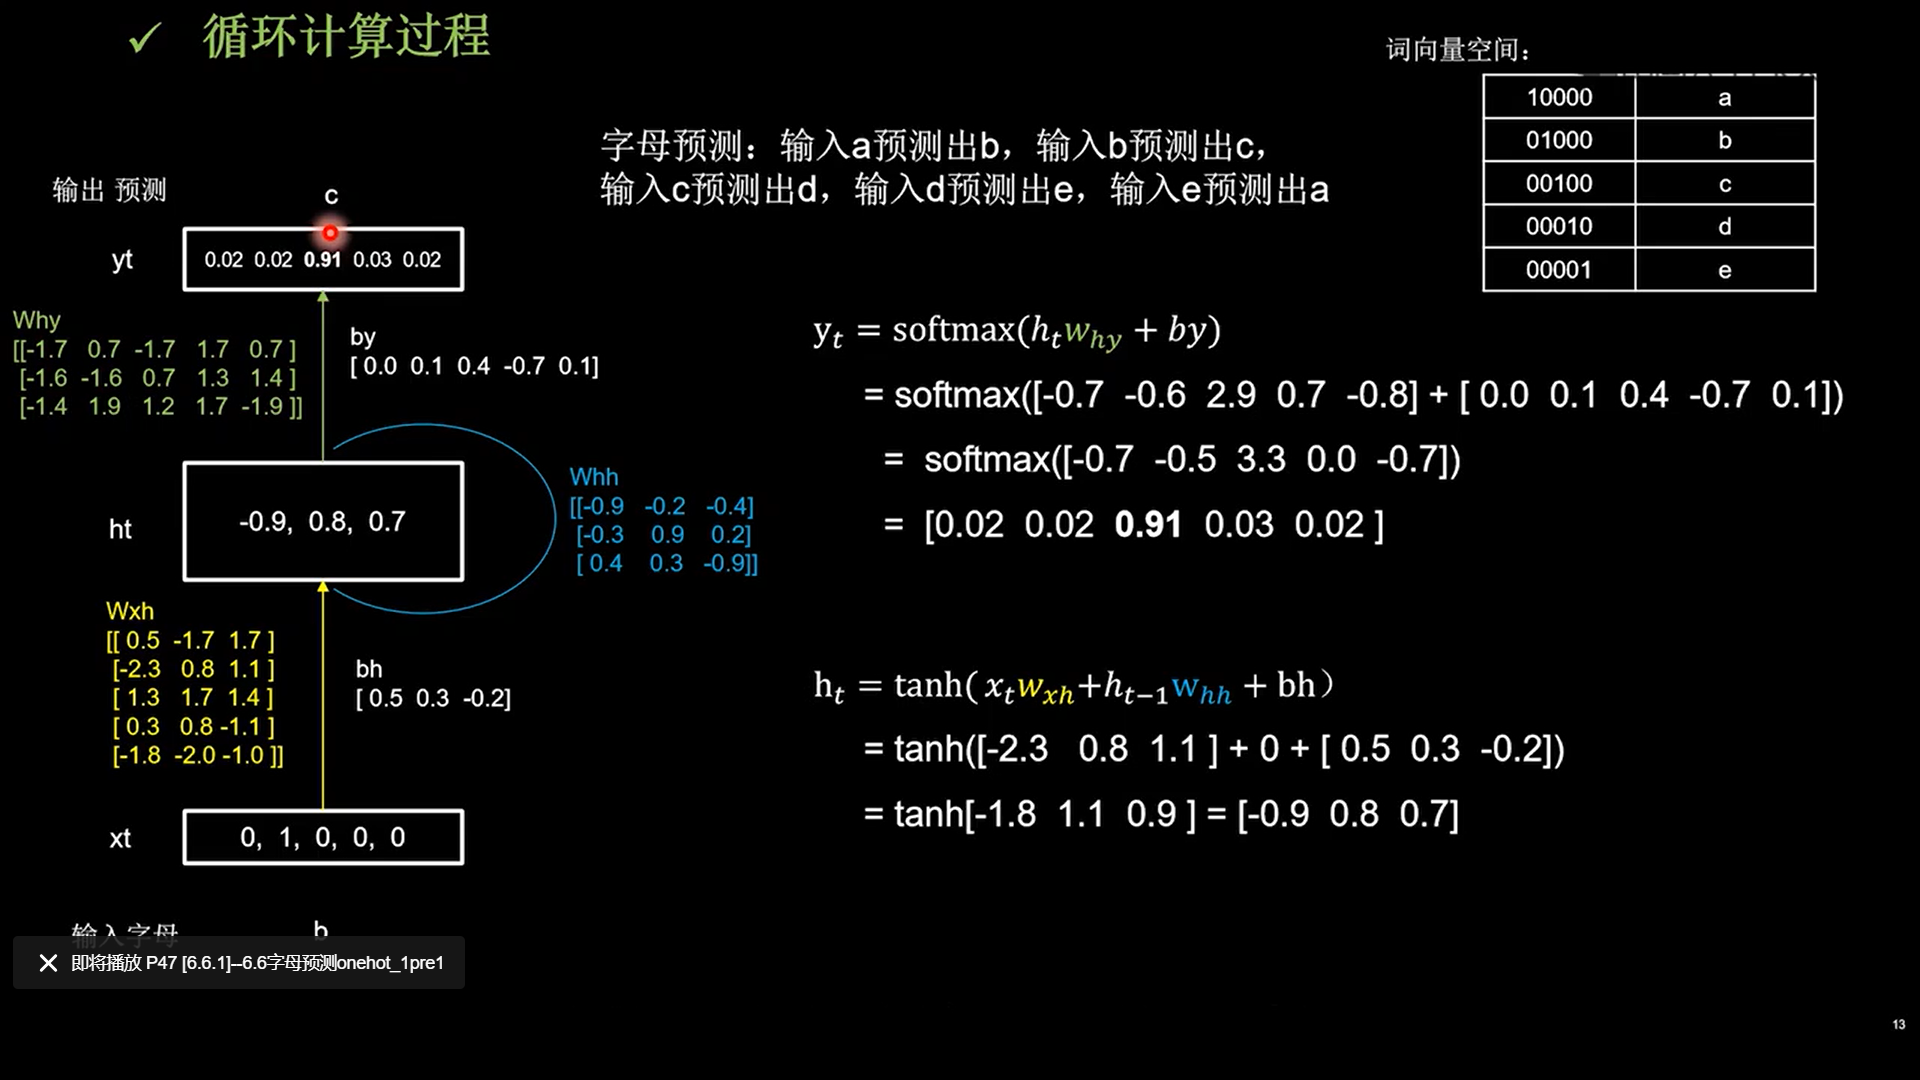 ✓ 循环计算过程
词向量空间：
10000 a
01000 b
00100 c
00010 d
00001 e
字母预测：输入a预测出b，输入b预测出c，
输入c预测出d，输入d预测出e，输入e预测出a
输出 预测
c
yt
0.02 0.02 0.91 0.03 0.02
Why
[[-1.7 0.7 -1.7 1.7 0.7 ]
[-1.6 -1.6 0.7 1.3 1.4 ]
[-1.4 1.9 1.2 1.7 -1.9 ]]
by
[ 0.0 0.1 0.4 -0.7 0.1]
ht
-0.9, 0.8, 0.7
Whh
[[-0.9 -0.2 -0.4]
[-0.3 0.9 0.2]
[ 0.4 0.3 -0.9]]
Wxh
[[ 0.5 -1.7 1.7 ]
[-2.3 0.8 1.1 ]
[ 1.3 1.7 1.4 ]
[ 0.3 0.8 -1.1 ]
[-1.8 -2.0 -1.0 ]]
bh
[ 0.5 0.3 -0.2]
xt
0, 1, 0, 0, 0
输入字母
b
y_t = softmax(h_t w_hy + by)
= softmax([-0.7 -0.6 2.9 0.7 -0.8] + [ 0.0 0.1 0.4 -0.7 0.1])
= softmax([-0.7 -0.5 3.3 0.0 -0.7])
= [0.02 0.02 0.91 0.03 0.02 ]
h_t = tanh( x_t w_xh+h_t−1 w_hh + bh）
= tanh([-2.3 0.8 1.1 ] + 0 + [ 0.5 0.3 -0.2])
= tanh[-1.8 1.1 0.9 ] = [-0.9 0.8 0.7]
即将播放 P47 [6.6.1]--6.6字母预测onehot_1pre1
13